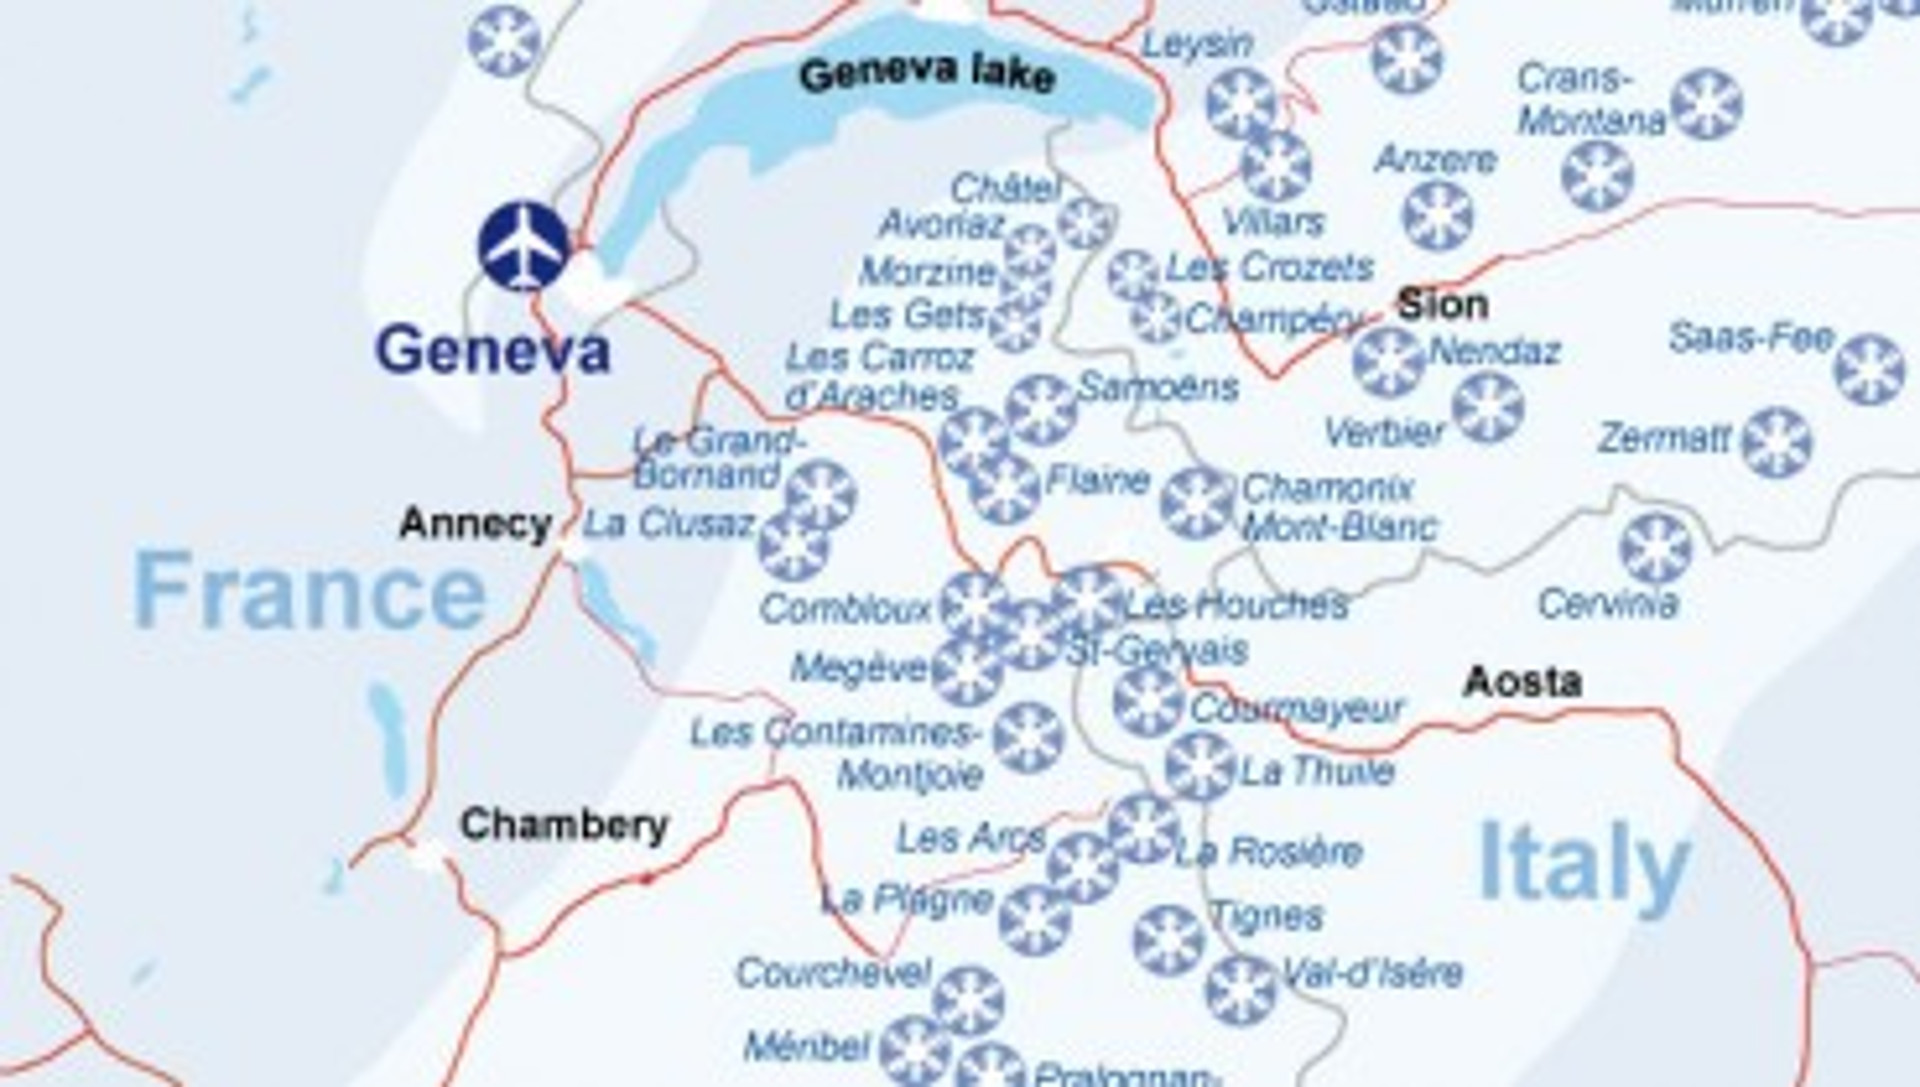 Gstaad
Mürren
Leysin
Geneva lake
Crans-
Montana
Anzere
Châtel
Avoriaz
Villars
Morzine
Les Crozets
Les Gets
Champéry
Sion
Geneva
Les Carroz
d'Araches
Samoëns
Nendaz
Saas-Fee
Verbier
Zermatt
Le Grand-
Bornand
Flaine
Chamonix
Mont-Blanc
Annecy
La Clusaz
France
Combloux
Les Houches
Cervinia
St-Gervais
Megève
Aosta
Courmayeur
Les Contamines-
Montjoie
La Thuile
Chambery
Les Arcs
La Rosière
Italy
La Plagne
Tignes
Courchevel
Val-d'Isére
Méribel
Pralognan-